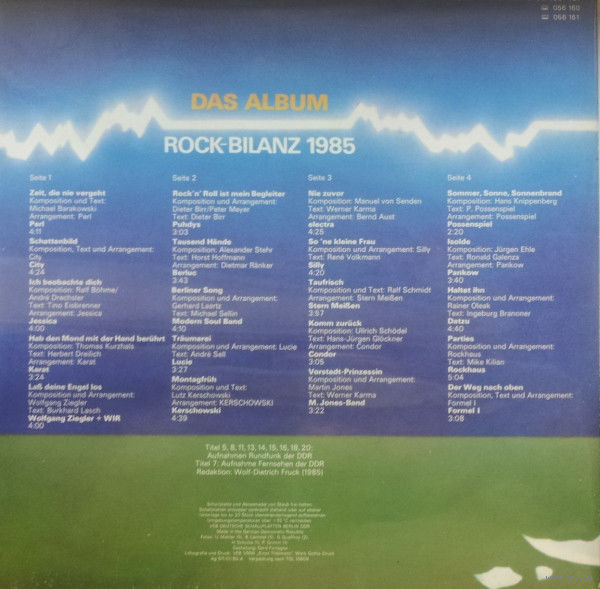 056 160
056 161
DAS ALBUM
ROCK-BILANZ 1985
Seite 1
Zeit, die nie vergeht
Komposition und Text:
Michael Barakowski
Arrangement: Perl
Perl
4:11
Schattenbild
Komposition, Text und Arrangement:
City
City
4:24
Ich beobachte dich
Komposition: Ralf Böhme/
André Drechsler
Text: Tino Eisbrenner
Arrangement: Jessica
Jessica
4:00
Hab den Mond mit der Hand berührt
Komposition: Thomas Kurzhals
Text: Herbert Dreilich
Arrangement: Karat
Karat
3:24
Laß deine Engel los
Komposition und Arrangement:
Wolfgang Ziegler
Text: Burkhard Lasch
Wolfgang Ziegler + WIR
4:00
Seite 2
Rock'n' Roll ist mein Begleiter
Komposition und Arrangement:
Dieter Birr/Peter Meyer
Text: Dieter Birr
Puhdys
3:03
Tausend Hände
Komposition: Alexander Stehr
Text: Horst Hoffmann
Arrangement: Dietmar Ränker
Berluc
3:43
Berliner Song
Komposition und Arrangement:
Gerhard Laartz
Text: Michael Sellin
Modern Soul Band
4:10
Träumerei
Komposition und Arrangement: Lucie
Text: André Sell
Lucie
3:27
Montagfrüh
Komposition und Text:
Lutz Kerschowski
Arrangement: KERSCHOWSKI
Kerschowski
4:39
Seite 3
Nie zuvor
Komposition: Manuel von Senden
Text: Werner Karma
Arrangement: Bernd Aust
electra
4:25
So 'ne kleine Frau
Komposition und Arrangement: Silly
Text: René Volkmann
Silly
4:20
Taufrisch
Komposition und Text: Ralf Schmidt
Arrangement: Stern Meißen
Stern Meißen
3:57
Komm zurück
Komposition: Ullrich Schödel
Text: Hans-Jürgen Glöckner
Arrangement: Condor
Condor
3:05
Vorstadt-Prinzessin
Komposition und Arrangement:
Martin Jones
Text: Werner Karma
M. Jones-Band
3:22
Seite 4
Sommer, Sonne, Sonnenbrand
Komposition: Hans Knippenberg
Text: P. Possenspiel
Arrangement: Possenspiel
Possenspiel
2:20
Isolde
Komposition: Jürgen Ehle
Text: Ronald Galenza
Arrangement: Pankow
Pankow
3:40
Haltet ihn
Komposition und Arrangement:
Rainer Oleak
Text: Ingeburg Branoner
Datzu
4:40
Parties
Komposition und Arrangement:
Rockhaus
Text: Mike Kilian
Rockhaus
5:04
Der Weg nach oben
Komposition, Text und Arrangement:
Formel I
Formel I
3:08
Titel 5, 8, 11, 13, 14, 15, 16, 18, 20:
Aufnahmen Rundfunk der DDR
Titel 7: Aufnahme Fernsehen der DDR
Redaktion: Wolf-Dietrich Fruck (1985)
VEB DEUTSCHE SCHALLPLATTEN BERLIN DDR
Made in the German Democratic Republic